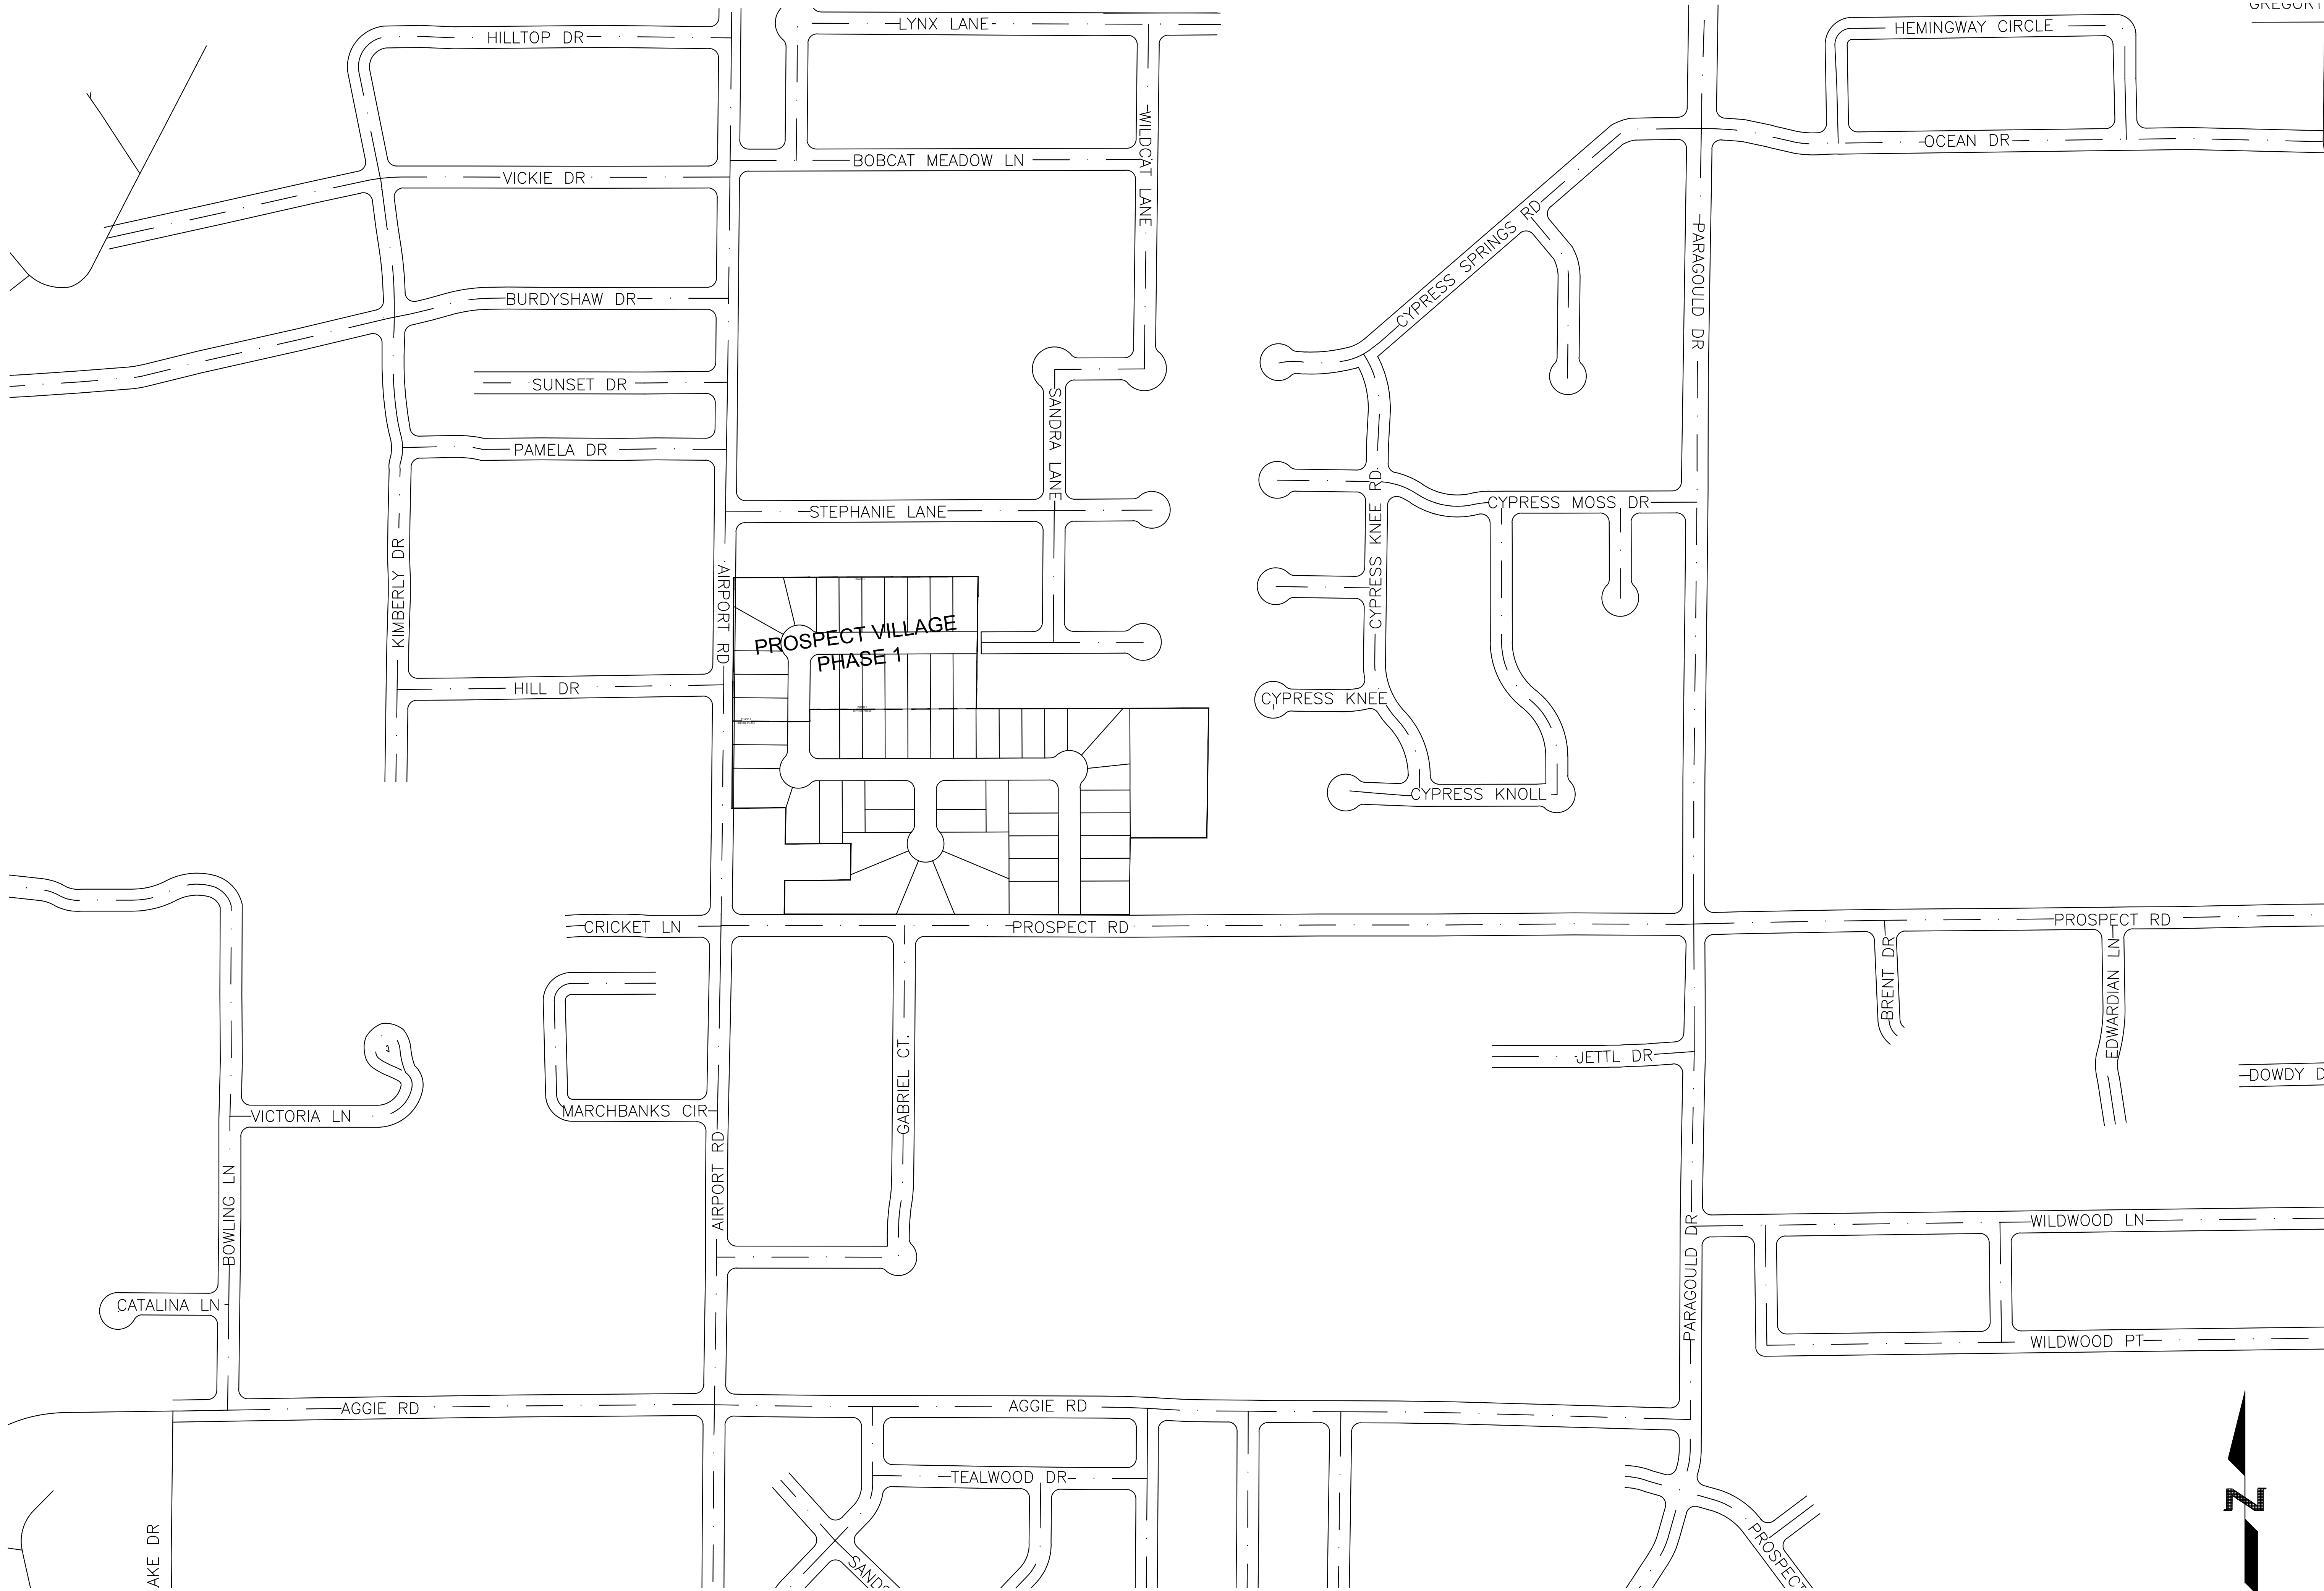 LYNX LANE
HEMINGWAY CIRCLE
HILLTOP DR
OCEAN DR
BOBCAT MEADOW LN
WILDCAT LANE
VICKIE DR
CYPRESS SPRINGS RD
PARAGOULD DR
BURDYSHAW DR
SUNSET DR
SANDRA LANE
PAMELA DR
CYPRESS MOSS DR
STEPHANIE LANE
KIMBERLY DR
AIRPORT RD
CYPRESS KNEE RD
PROSPECT VILLAGE
PHASE 1
HILL DR
CYPRESS KNEE
CYPRESS KNOLL
CRICKET LN
PROSPECT RD
PROSPECT RD
BRENT DR
EDWARDIAN LN
JETTL DR
DOWDY D
GABRIEL CT.
MARCHBANKS CIR
VICTORIA LN
BOWLING LN
AIRPORT RD
PARAGOULD DR
WILDWOOD LN
CATALINA LN
WILDWOOD PT
AGGIE RD
AGGIE RD
TEALWOOD DR
N
AKE DR
PROSPECT